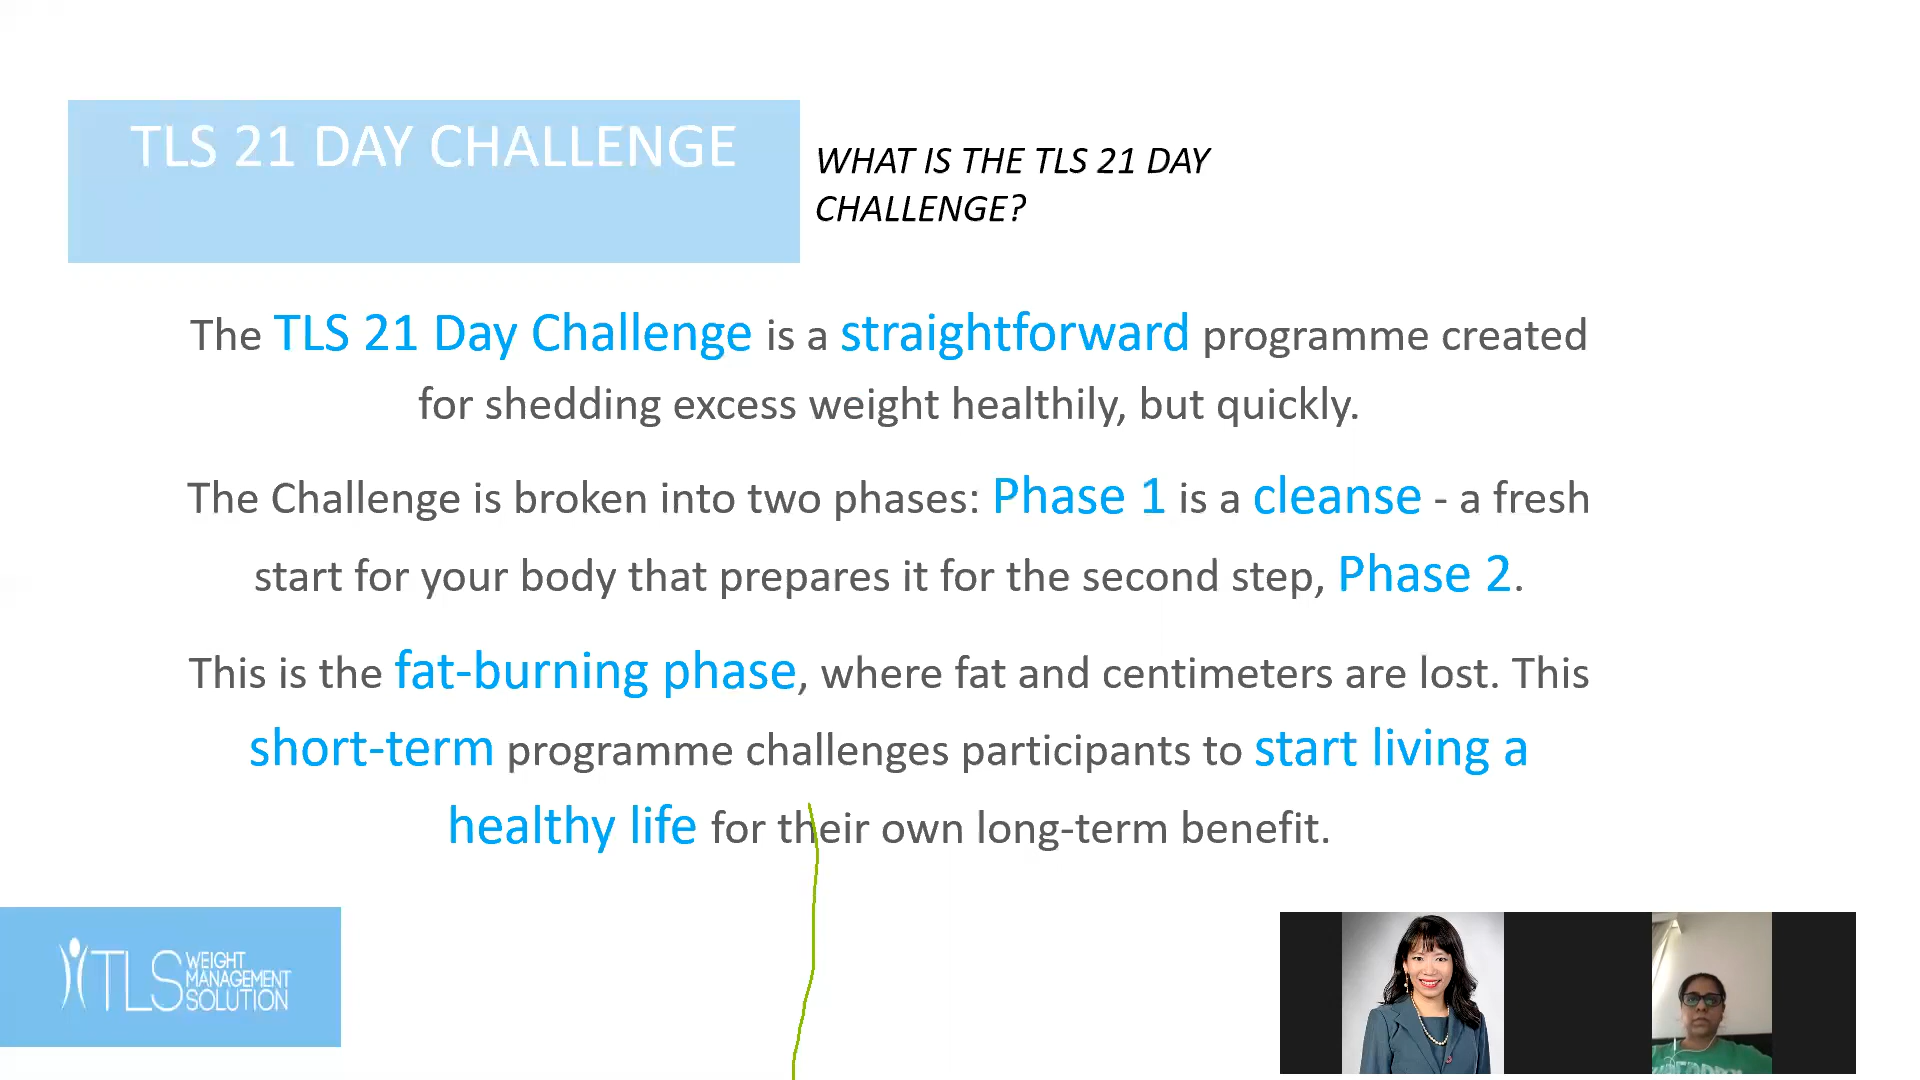 TLS 21 DAY CHALLENGE
WHAT IS THE TLS 21 DAY
CHALLENGE?
The TLS 21 Day Challenge is a straightforward programme created
for shedding excess weight healthily, but quickly.
The Challenge is broken into two phases: Phase 1 is a cleanse - a fresh
start for your body that prepares it for the second step, Phase 2.
This is the fat-burning phase, where fat and centimeters are lost. This
short-term programme challenges participants to start living a
healthy life for their own long-term benefit.
TLS WEIGHT
MANAGEMENT
SOLUTION